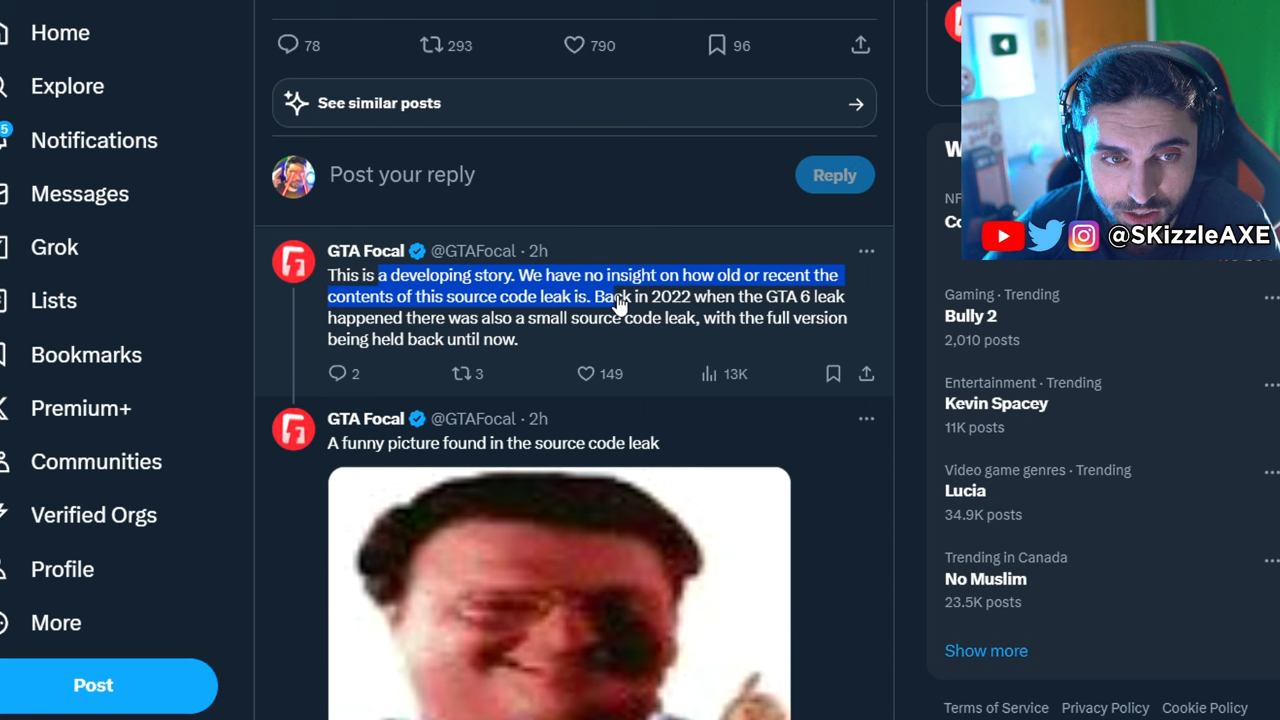 Home
Explore
5
Notifications
Messages
Grok
Lists
Bookmarks
Premium+
Communities
Verified Orgs
Profile
More
Post
78 293 790 96
See similar posts
Post your reply
Reply
GTA Focal @GTAFocal · 2h
This is a developing story. We have no insight on how old or recent the
contents of this source code leak is. Back in 2022 when the GTA 6 leak
happened there was also a small source code leak, with the full version
being held back until now.
2 3 149 13K
GTA Focal @GTAFocal · 2h
A funny picture found in the source code leak
@SKizzleAXE
W
NF
Co
Gaming · Trending
Bully 2
2,010 posts
Entertainment · Trending
Kevin Spacey
11K posts
Video game genres · Trending
Lucia
34.9K posts
Trending in Canada
No Muslim
23.5K posts
Show more
Terms of Service Privacy Policy Cookie Policy